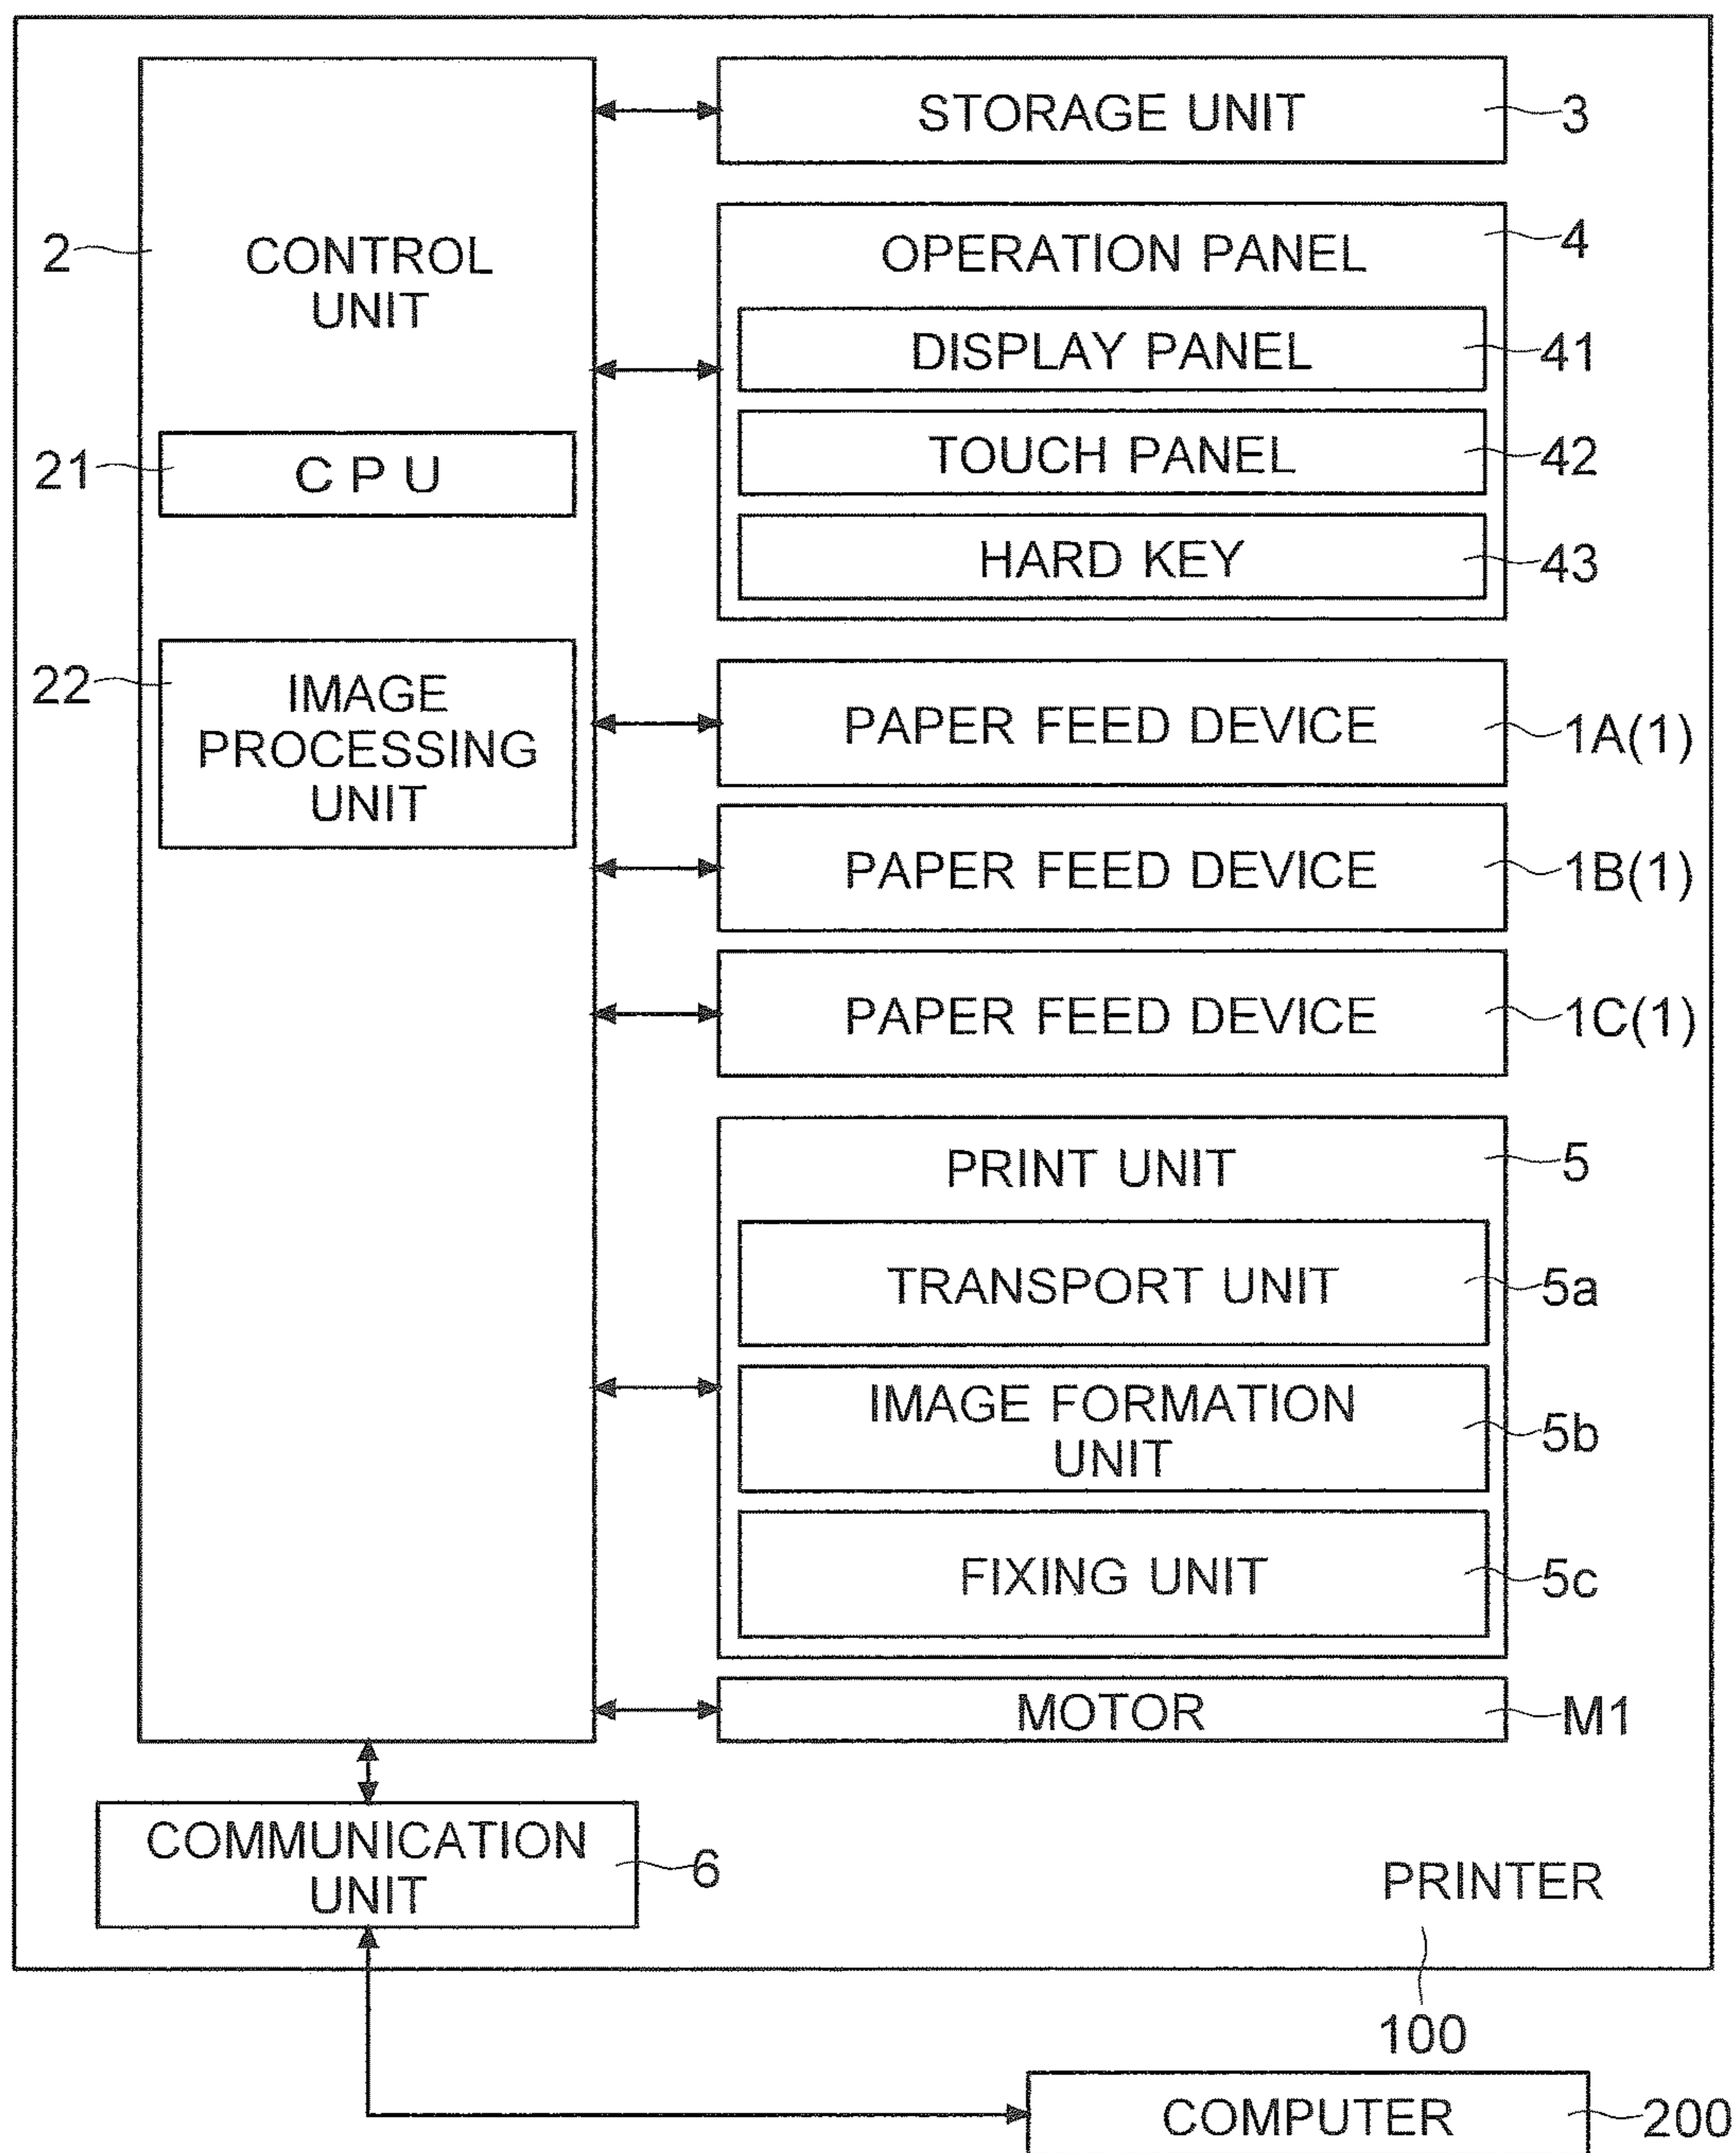 STORAGE UNIT 3
2 CONTROL
UNIT
OPERATION PANEL 4
DISPLAY PANEL 41
TOUCH PANEL 42
21 CPU
HARD KEY 43
22 IMAGE
PROCESSING
UNIT
PAPER FEED DEVICE 1A(1)
PAPER FEED DEVICE 1B(1)
PAPER FEED DEVICE 1C(1)
PRINT UNIT 5
TRANSPORT UNIT 5a
IMAGE FORMATION
UNIT 5b
FIXING UNIT 5c
MOTOR M1
COMMUNICATION
UNIT 6
PRINTER
100
COMPUTER 200